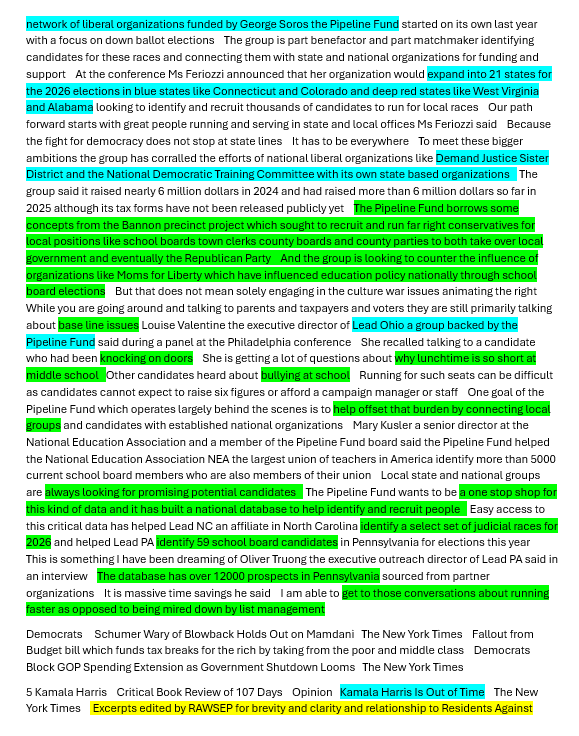 network of liberal organizations funded by George Soros the Pipeline Fund started on its own last year
with a focus on down ballot elections The group is part benefactor and part matchmaker identifying
candidates for these races and connecting them with state and national organizations for funding and
support At the conference Ms Feriozzi announced that her organization would expand into 21 states for
the 2026 elections in blue states like Connecticut and Colorado and deep red states like West Virginia
and Alabama looking to identify and recruit thousands of candidates to run for local races Our path
forward starts with great people running and serving in state and local offices Ms Feriozzi said Because
the fight for democracy does not stop at state lines It has to be everywhere To meet these bigger
ambitions the group has corralled the efforts of national liberal organizations like Demand Justice Sister
District and the National Democratic Training Committee with its own state based organizations The
group said it raised nearly 6 million dollars in 2024 and had raised more than 6 million dollars so far in
2025 although its tax forms have not been released publicly yet The Pipeline Fund borrows some
concepts from the Bannon precinct project which sought to recruit and run far right conservatives for
local positions like school boards town clerks county boards and county parties to both take over local
government and eventually the Republican Party And the group is looking to counter the influence of
organizations like Moms for Liberty which have influenced education policy nationally through school
board elections But that does not mean solely engaging in the culture war issues animating the right
While you are going around and talking to parents and taxpayers and voters they are still primarily talking
about base line issues Louise Valentine the executive director of Lead Ohio a group backed by the
Pipeline Fund said during a panel at the Philadelphia conference She recalled talking to a candidate
who had been knocking on doors She is getting a lot of questions about why lunchtime is so short at
middle school Other candidates heard about bullying at school Running for such seats can be difficult
as candidates cannot expect to raise six figures or afford a campaign manager or staff One goal of the
Pipeline Fund which operates largely behind the scenes is to help offset that burden by connecting local
groups and candidates with established national organizations Mary Kusler a senior director at the
National Education Association and a member of the Pipeline Fund board said the Pipeline Fund helped
the National Education Association NEA the largest union of teachers in America identify more than 5000
current school board members who are also members of their union Local state and national groups
are always looking for promising potential candidates The Pipeline Fund wants to be a one stop shop for
this kind of data and it has built a national database to help identify and recruit people Easy access to
this critical data has helped Lead NC an affiliate in North Carolina identify a select set of judicial races for
2026 and helped Lead PA identify 59 school board candidates in Pennsylvania for elections this year
This is something I have been dreaming of Oliver Truong the executive outreach director of Lead PA said in
an interview The database has over 12000 prospects in Pennsylvania sourced from partner
organizations It is massive time savings he said I am able to get to those conversations about running
faster as opposed to being mired down by list management
Democrats Schumer Wary of Blowback Holds Out on Mamdani The New York Times Fallout from
Budget bill which funds tax breaks for the rich by taking from the poor and middle class Democrats
Block GOP Spending Extension as Government Shutdown Looms The New York Times
5 Kamala Harris Critical Book Review of 107 Days Opinion Kamala Harris Is Out of Time The New
York Times Excerpts edited by RAWSEP for brevity and clarity and relationship to Residents Against